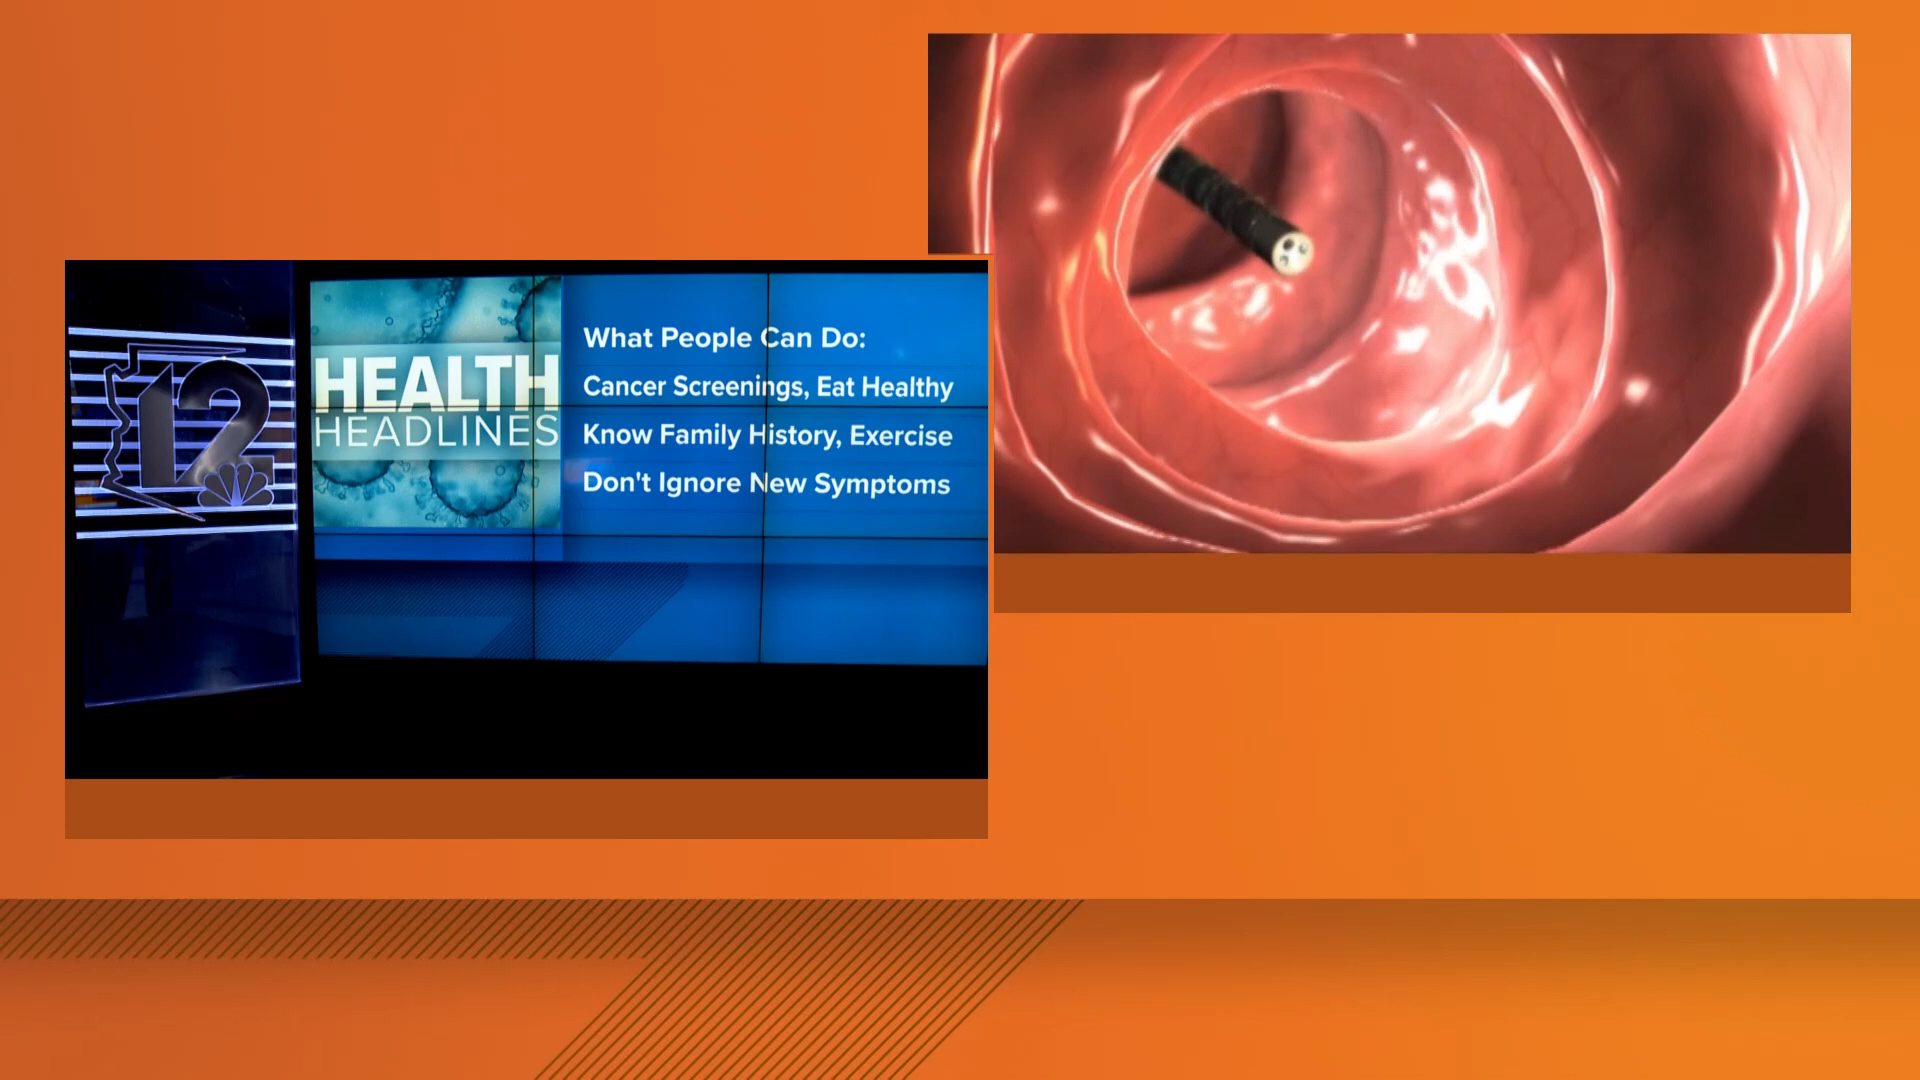 12
HEALTH
HEADLINES
What People Can Do:
Cancer Screenings, Eat Healthy
Know Family History, Exercise
Don't Ignore New Symptoms